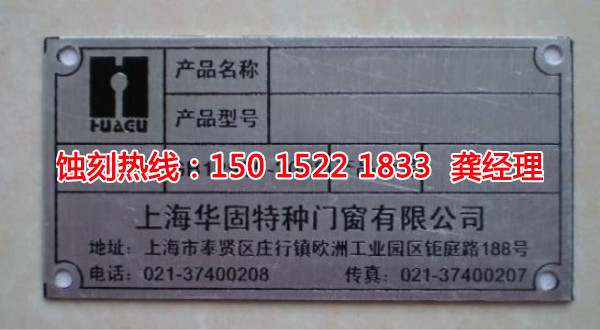 产品名称
HUAGU
产品型号
蚀刻热线：150 1522 1833 龚经理
上海华固特种门窗有限公司
地址：上海市奉贤区庄行镇欧洲工业园区钜庭路188号
电话：021-37400208 传真：021-37400207